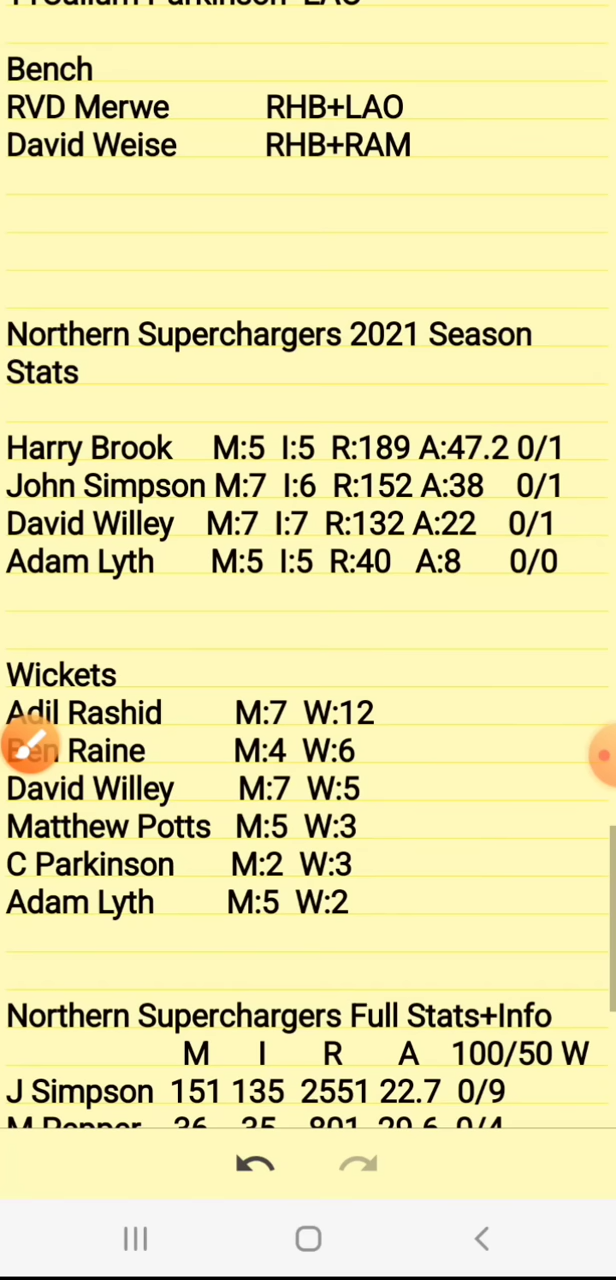 Bench
RVD Merwe RHB+LAO
David Weise RHB+RAM
Northern Superchargers 2021 Season
Stats
Harry Brook M:5 I:5 R:189 A:47.2 0/1
John Simpson M:7 I:6 R:152 A:38 0/1
David Willey M:7 I:7 R:132 A:22 0/1
Adam Lyth M:5 I:5 R:40 A:8 0/0
Wickets
Adil Rashid M:7 W:12
Ben Raine M:4 W:6
David Willey M:7 W:5
Matthew Potts M:5 W:3
C Parkinson M:2 W:3
Adam Lyth M:5 W:2
Northern Superchargers Full Stats+Info
M I R A 100/50 W
J Simpson 151 135 2551 22.7 0/9